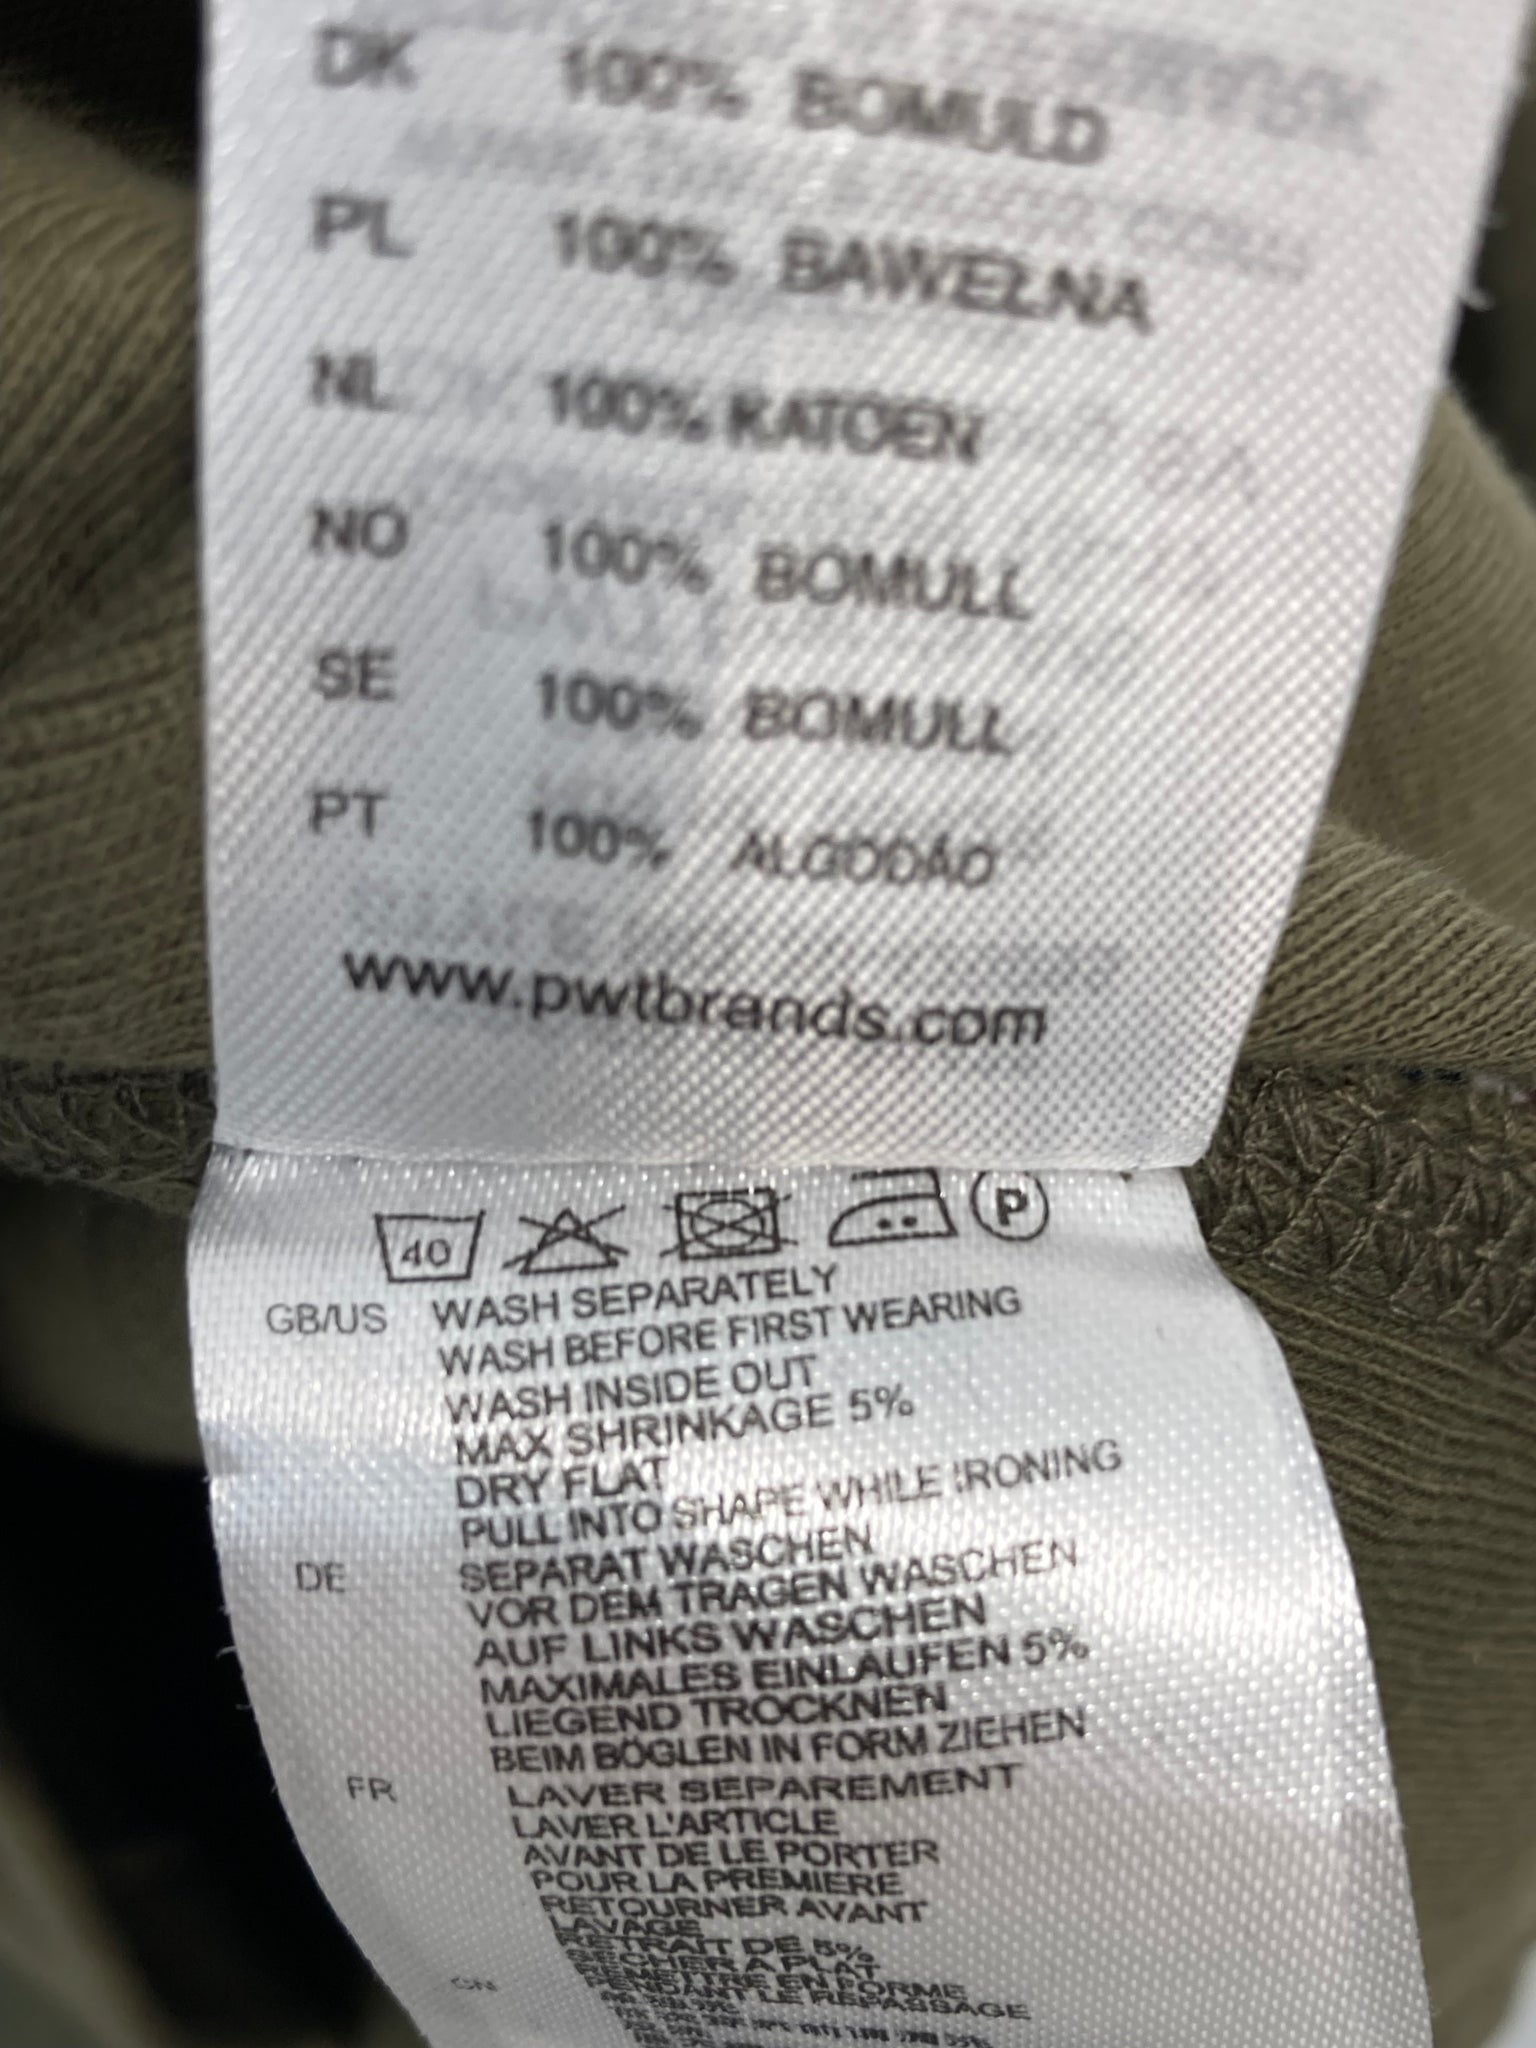 DK 100% BOMULD
PL 100% BAWEŁNA
NL 100% KATOEN
NO 100% BOMULL
SE 100% BOMULL
PT 100% ALGODÃO
www.pwtbrands.com
40 P
GB/US WASH SEPARATELY
WASH BEFORE FIRST WEARING
WASH INSIDE OUT
MAX SHRINKAGE 5%
DRY FLAT
PULL INTO SHAPE WHILE IRONING
DE SEPARAT WASCHEN
VOR DEM TRAGEN WASCHEN
AUF LINKS WASCHEN
MAXIMALES EINLAUFEN 5%
LIEGEND TROCKNEN
BEIM BÖGLEN IN FORM ZIEHEN
FR LAVER SEPAREMENT
LAVER L'ARTICLE
AVANT DE LE PORTER
POUR LA PREMIERE
RETOURNER AVANT
LAVAGE
RETRAIT DE 5%
SECHER A PLAT
REMETTRE EN FORME
PENDANT LE REPASSAGE
CN